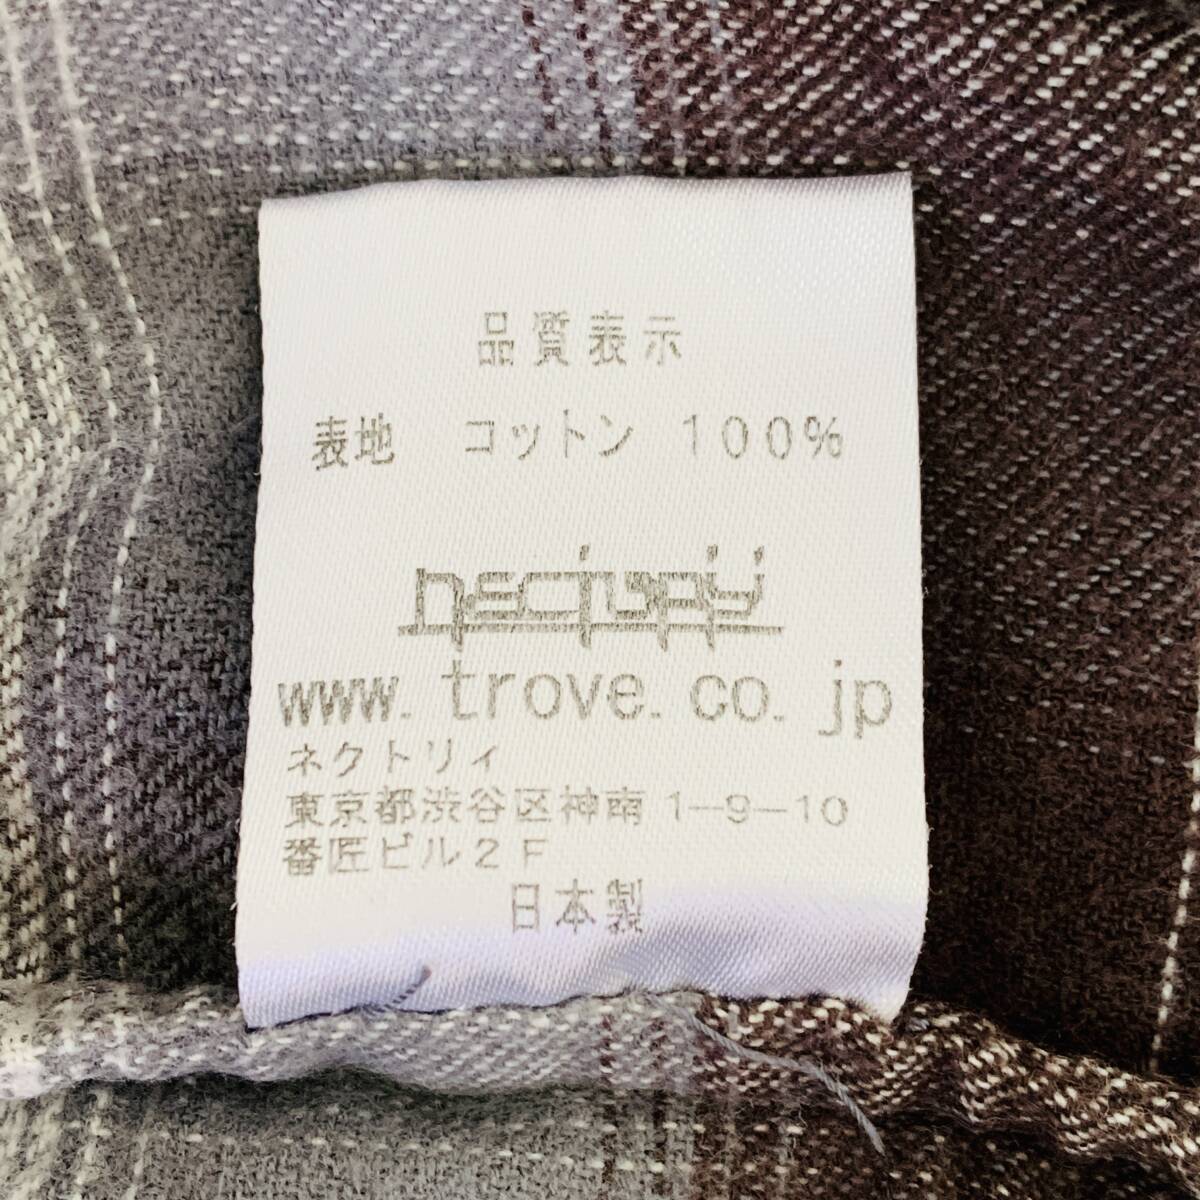 品質表示
表地 コットン 100%
nectury
www.trove.co.jp
ネクトリィ
東京都渋谷区神南1-9-10
番匠ビル2F
日本製